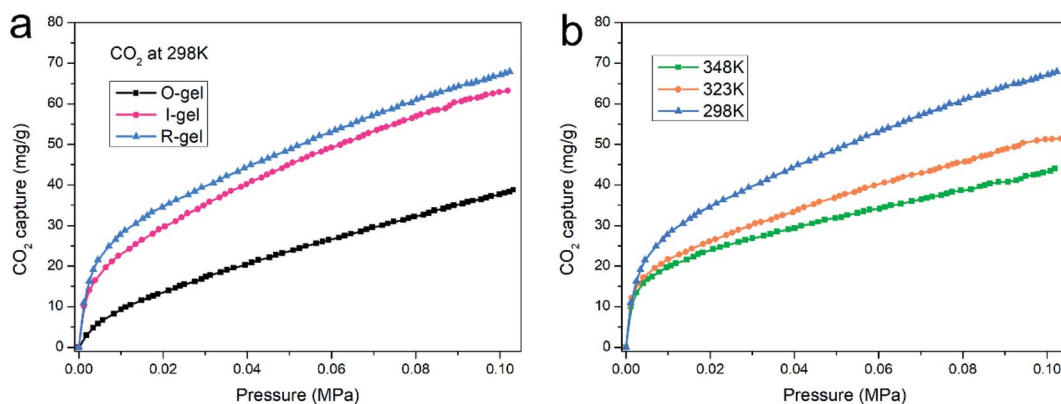 a
CO2 at 298K
O-gel
I-gel
R-gel
CO2 capture (mg/g)
80
70
60
50
40
30
20
10
0
0.00
0.02
0.04
0.06
0.08
0.10
Pressure (MPa)
b
348K
323K
298K
CO2 capture (mg/g)
80
70
60
50
40
30
20
10
0
0.00
0.02
0.04
0.06
0.08
0.10
Pressure (MPa)